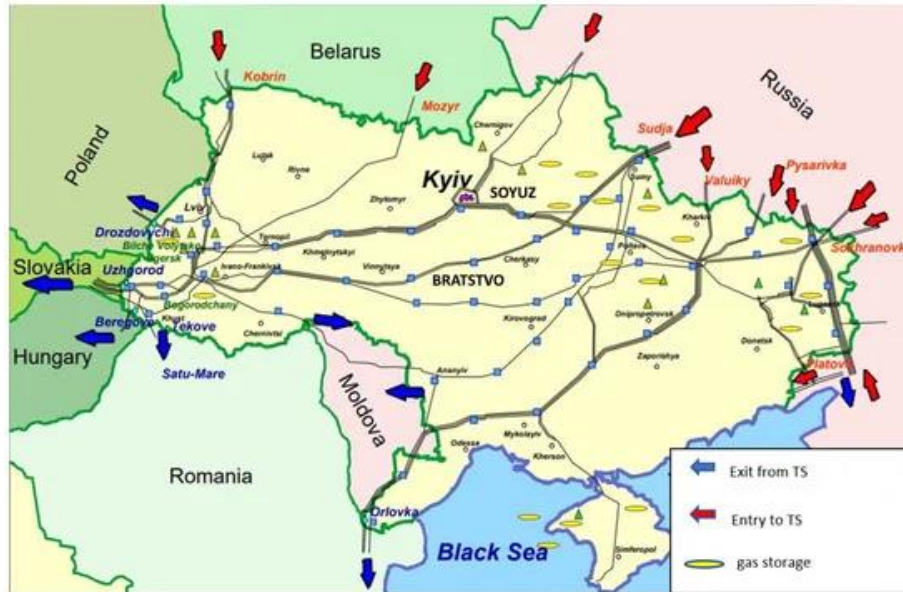 Belarus
Russia
Poland
Kobrin
Mozyr
Chernigov
Sudja
Lutsk
Rivne
Kyiv
SOYUZ
Sumy
Valuiky
Pysarivka
Zhytomyr
Kharkiv
Lviv
Drozdovychi
Ternopil
Poltava
Sokhranovka
Slovakia
Uzhgorod
Ivano-Frankivsk
Khmelnytskyi
Vinnytsya
Cherkasy
BRATSTVO
Bogorodchany
Lugansk
Hungary
Beregovo
Khust
Tekove
Chernivtsi
Kirovograd
Dnipropetrovsk
Donetsk
Satu-Mare
Ananyiv
Zaporishya
Platovo
Moldova
Romania
Odessa
Mykolayiv
Kherson
Orlovka
Black Sea
Simferopol
Exit from TS
Entry to TS
gas storage